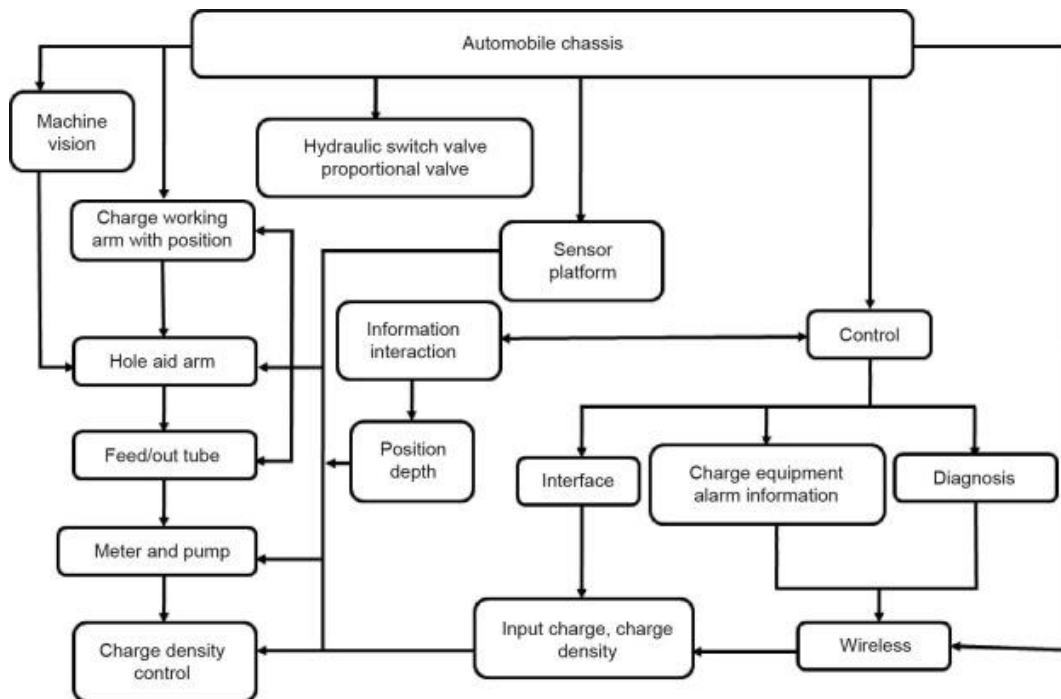 Automobile chassis
Machine
vision
Hydraulic switch valve
proportional valve
Charge working
arm with position
Sensor
platform
Information
interaction
Control
Hole aid arm
Feed/out tube
Position
depth
Interface
Charge equipment
alarm information
Diagnosis
Meter and pump
Charge density
control
Input charge, charge
density
Wireless